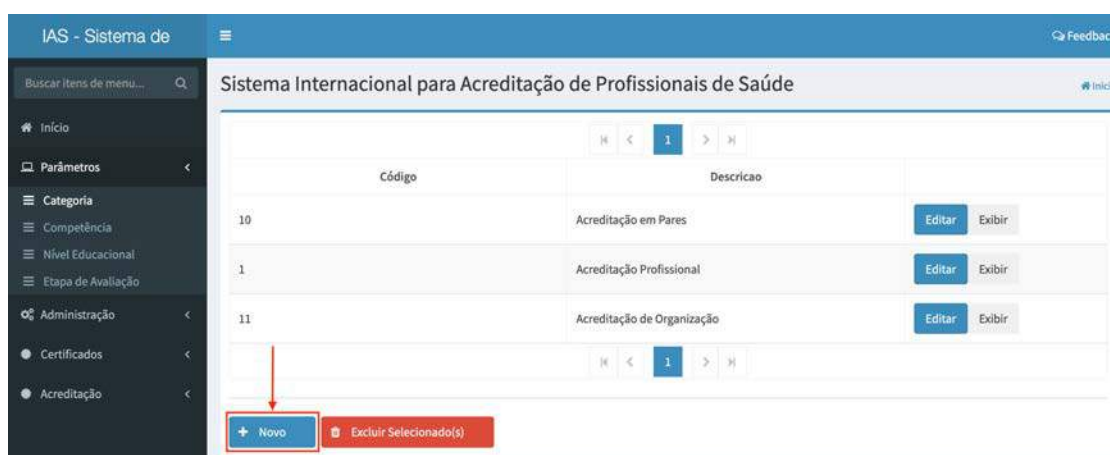 IAS - Sistema de
Feedbac
Buscar itens de menu...
Sistema Internacional para Acreditação de Profissionais de Saúde
Iníci
Início
Parâmetros
Categoria
Competência
Nível Educacional
Etapa de Avaliação
Administração
Certificados
Acreditação
1
Código Descricao
10 Acreditação em Pares Editar Exibir
1 Acreditação Profissional Editar Exibir
11 Acreditação de Organização Editar Exibir
1
+ Novo Excluir Selecionado(s)